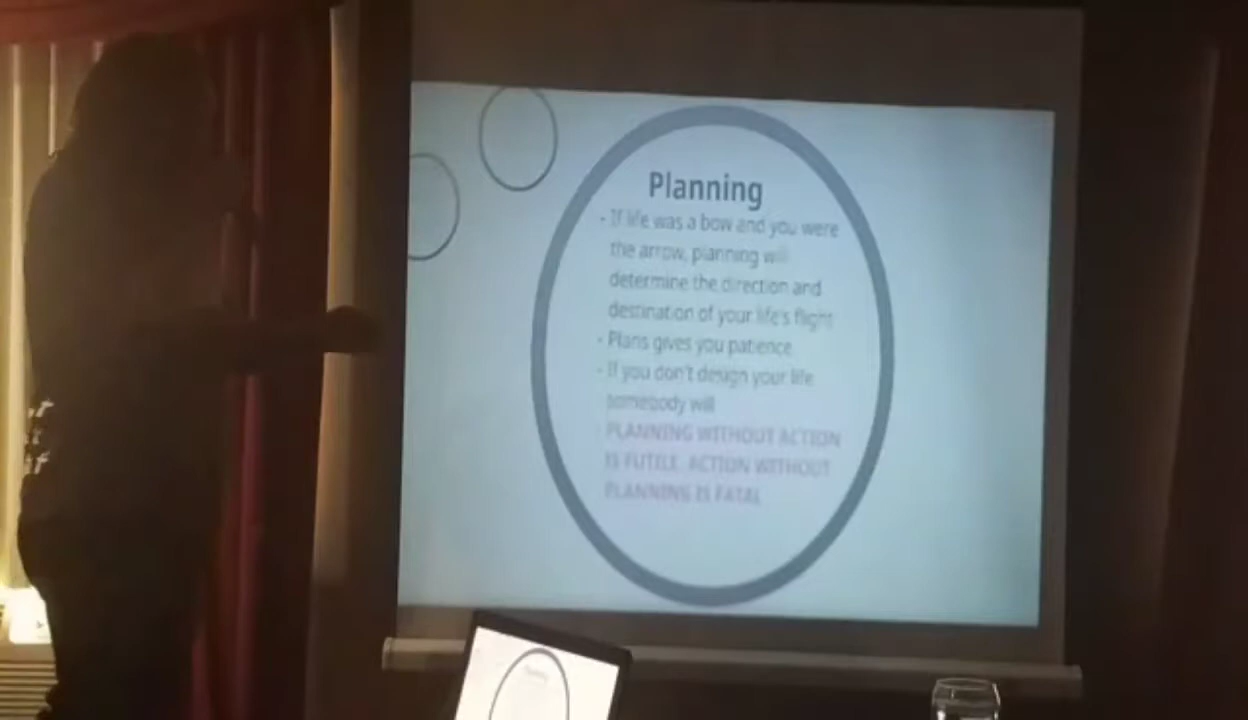 Planning
- If life was a bow and you were
the arrow, planning will
determine the direction and
destination of your life's flight
- Plans gives you patience
- If you don't design your life
somebody will
PLANNING WITHOUT ACTION
IS FUTILE. ACTION WITHOUT
PLANNING IS FATAL